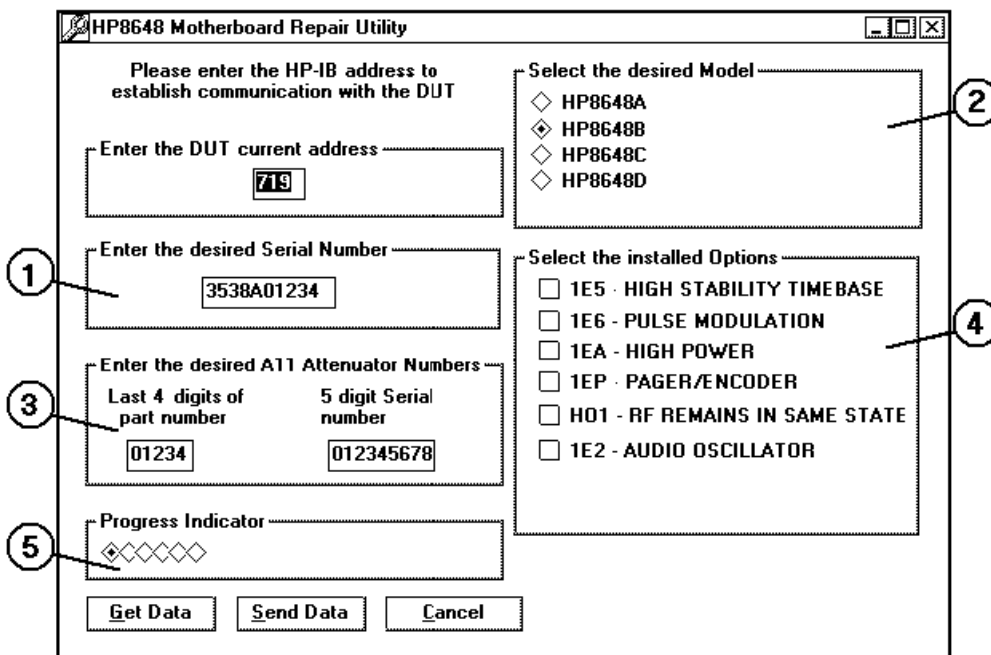 HP8648 Motherboard Repair Utility
Please enter the HP-IB address to
establish communication with the DUT
Enter the DUT current address
719
Enter the desired Serial Number
3538A01234
Enter the desired A11 Attenuator Numbers
Last 4 digits of
part number
5 digit Serial
number
01234
012345678
Progress Indicator
Get Data
Send Data
Cancel
Select the desired Model
HP8648A
HP8648B
HP8648C
HP8648D
Select the installed Options
1E5 - HIGH STABILITY TIMEBASE
1E6 - PULSE MODULATION
1EA - HIGH POWER
1EP - PAGER/ENCODER
HO1 - RF REMAINS IN SAME STATE
1E2 - AUDIO OSCILLATOR
1
2
3
4
5